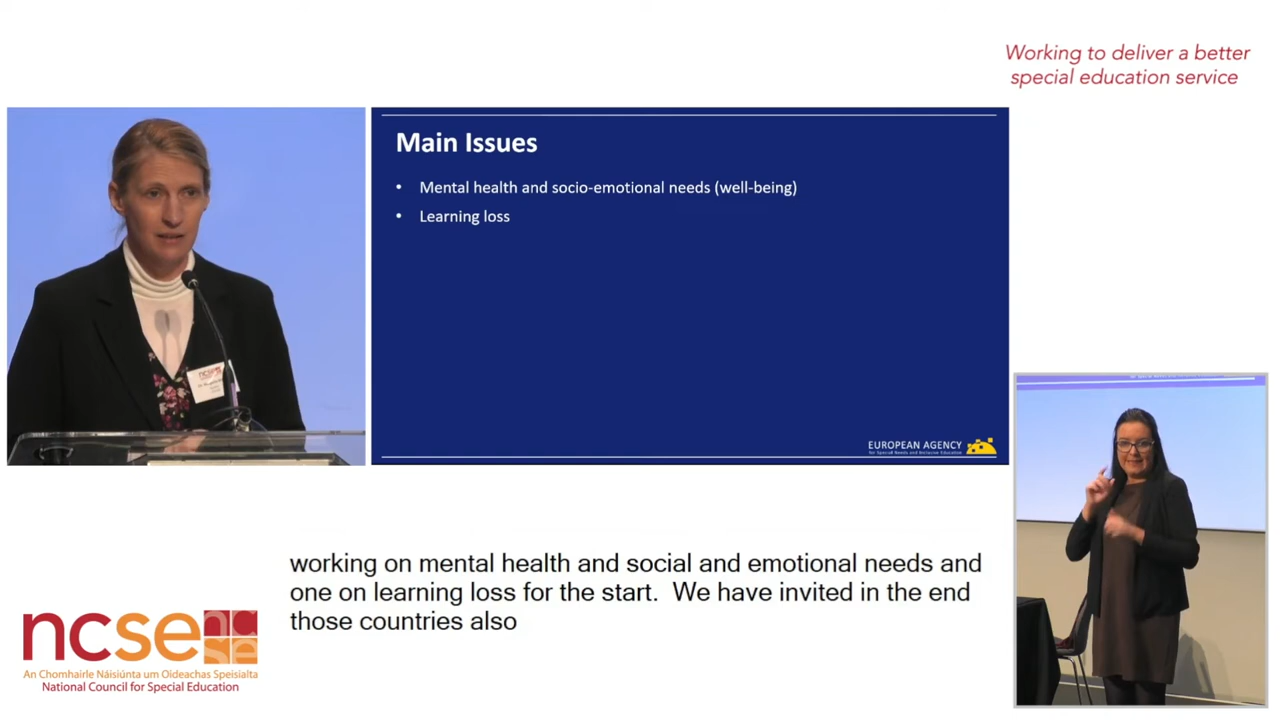 Working to deliver a better
special education service
Main Issues
• Mental health and socio-emotional needs (well-being)
• Learning loss
EUROPEAN AGENCY
for Special Needs and Inclusive Education
ncse
working on mental health and social and emotional needs and
one on learning loss for the start. We have invited in the end
those countries also
ncse
nc
se
An Chomhairle Náisiúnta um Oideachas Speisialta
National Council for Special Education